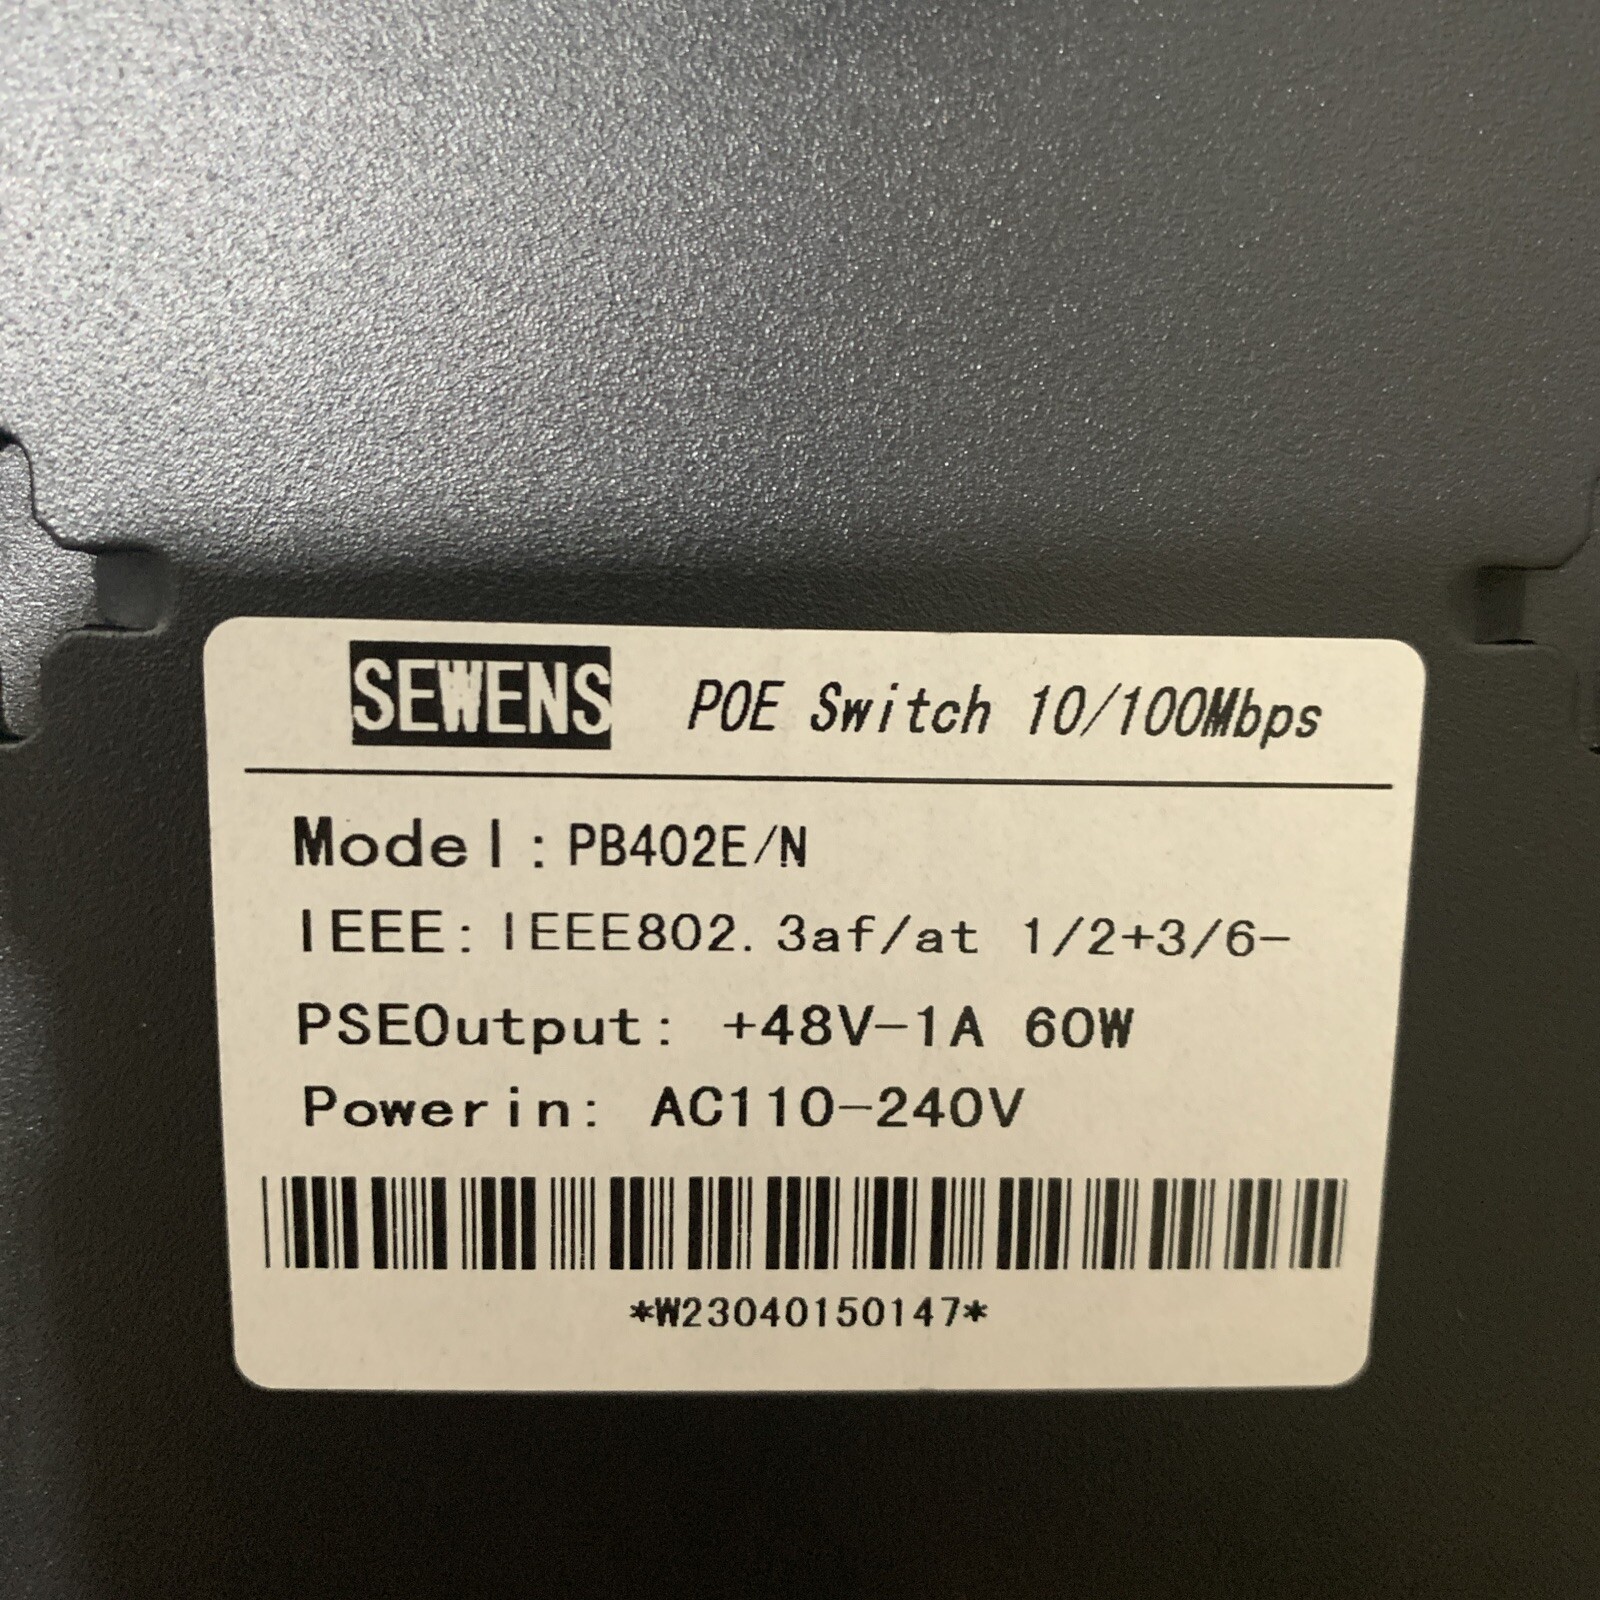 SEWENS POE Switch 10/100Mbps
Model: PB402E/N
IEEE: IEEE802.3af/at 1/2+3/6-
PSEOutput: +48V-1A 60W
Powerin: AC110-240V
*W23040150147*